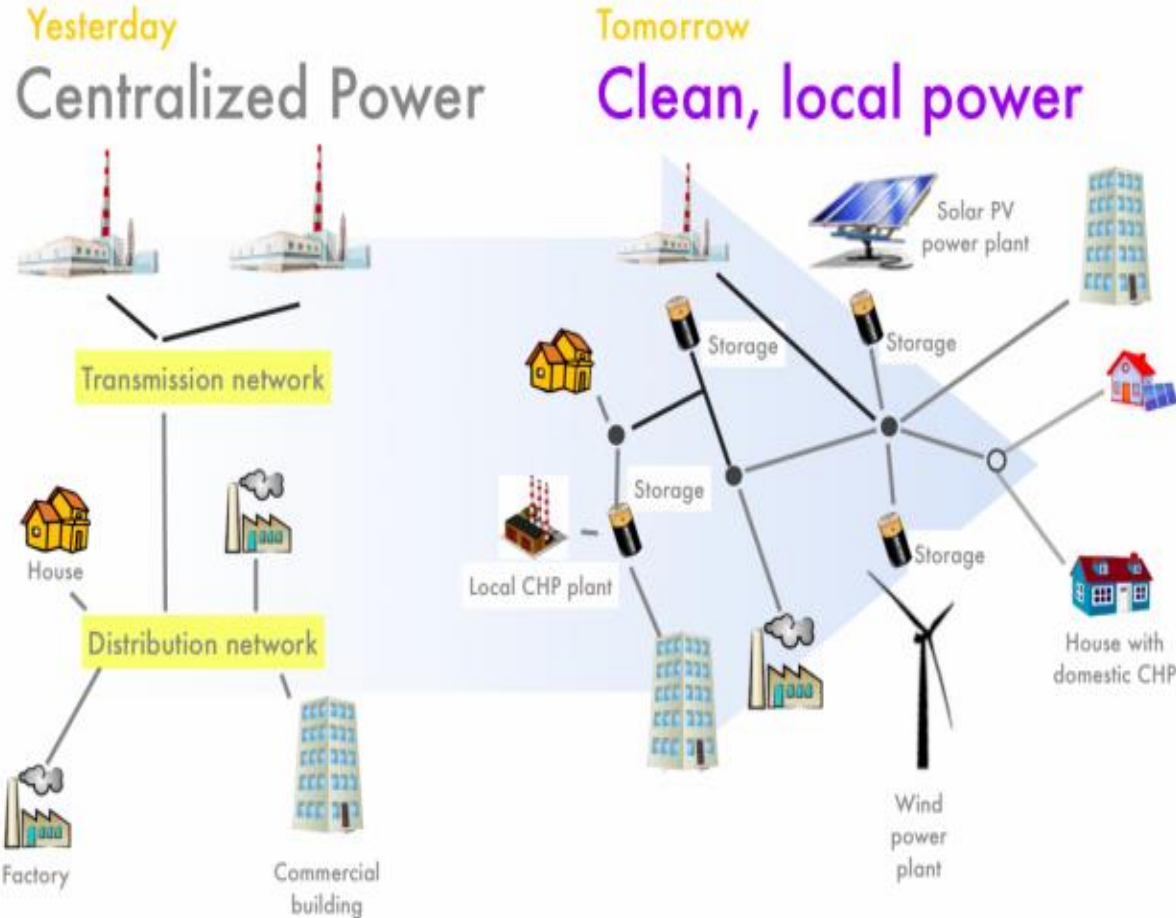 Yesterday
Centralized Power
Transmission network
House
Distribution network
Factory
Commercial
building
Tomorrow
Clean, local power
Solar PV
power plant
Storage
Storage
Storage
Local CHP plant
Storage
House with
domestic CHP
Wind
power
plant